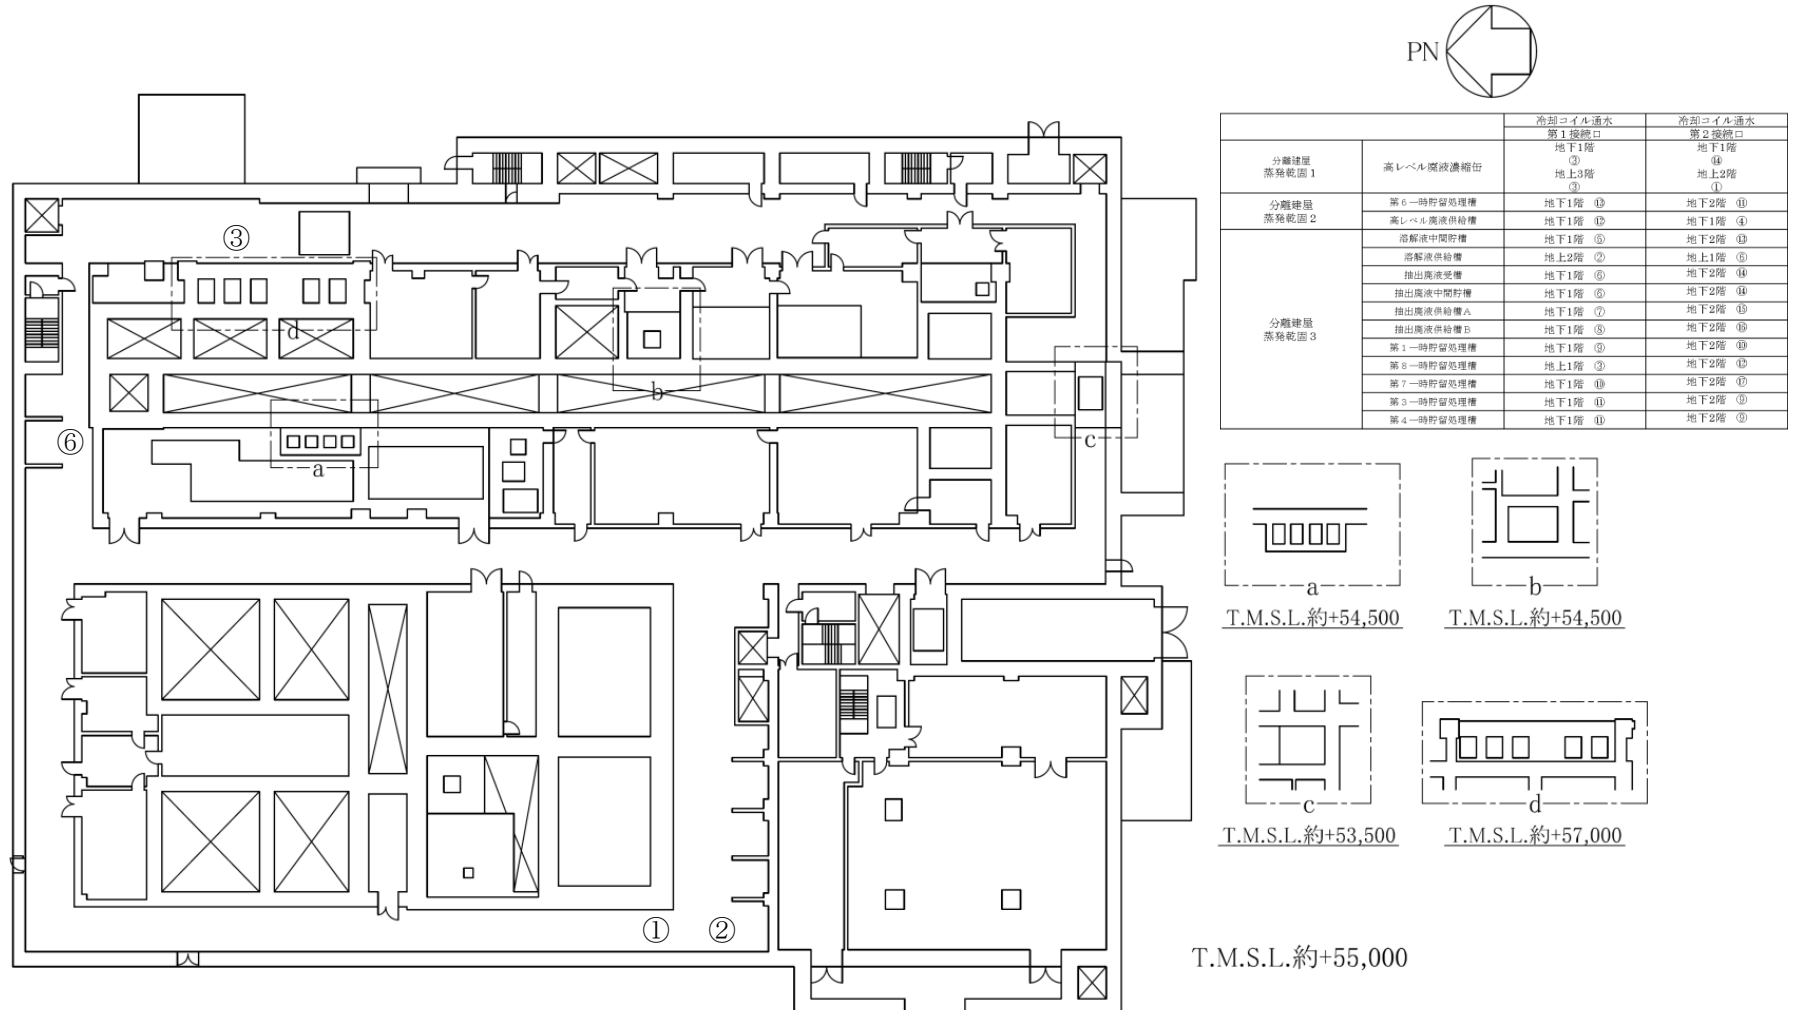 PN
冷却コイル通水 冷却コイル通水
第1接続口 第2接続口
分離建屋 蒸発乾固1 高レベル廃液濃縮缶 地下1階 ③ 地上3階 ③ 地下1階 ⑭ 地上2階 ①
分離建屋 蒸発乾固2 第6一時貯留処理槽 地下1階 ⑬ 地下2階 ⑪
高レベル廃液供給槽 地下1階 ⑫ 地下1階 ④
分離建屋 蒸発乾固3 溶解液中間貯槽 地下1階 ⑤ 地下2階 ⑬
溶解液供給槽 地上2階 ② 地上1階 ⑥
抽出廃液受槽 地下1階 ⑥ 地下2階 ⑭
抽出廃液中間貯槽 地下1階 ⑥ 地下2階 ⑭
抽出廃液供給槽A 地下1階 ⑦ 地下2階 ⑮
抽出廃液供給槽B 地下1階 ⑧ 地下2階 ⑯
第1一時貯留処理槽 地下1階 ⑨ 地下2階 ⑩
第8一時貯留処理槽 地上1階 ③ 地下2階 ⑫
第7一時貯留処理槽 地下1階 ⑩ 地下2階 ⑰
第3一時貯留処理槽 地下1階 ⑪ 地下2階 ⑨
第4一時貯留処理槽 地下1階 ⑪ 地下2階 ⑨
③
d
b
c
⑥
a
①
②
a
T.M.S.L.約+54,500
b
T.M.S.L.約+54,500
c
T.M.S.L.約+53,500
d
T.M.S.L.約+57,000
T.M.S.L.約+55,000